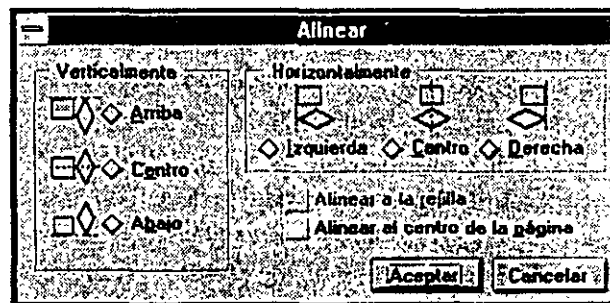 Alinear
Verticalmente
Arriba
Centro
Abajo
Horizontalmente
Izquierda Centro Derecha
Alinear a la rejilla
Alinear al centro de la página
Aceptar Cancelar